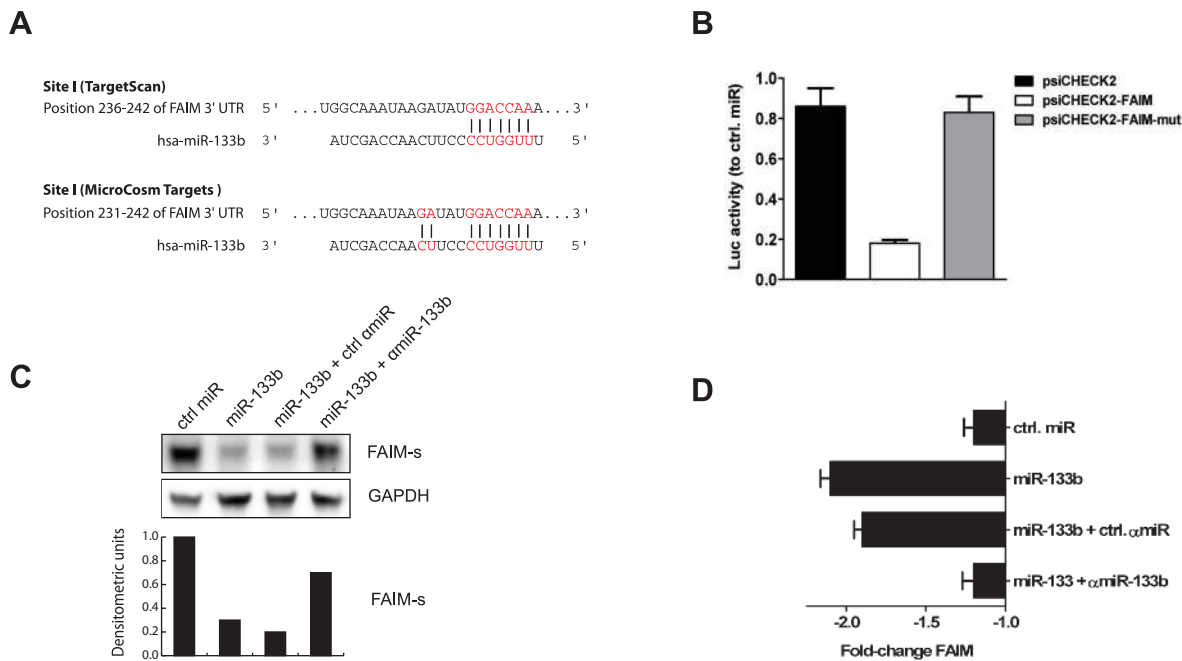 A
Site I (TargetScan)
Position 236-242 of FAIM 3' UTR 5' ...UGGCAAAUAAGAUAUGGACCAAA...3'
hsa-miR-133b 3' AUCGACCAACUUCCCCUGGUUU 5'
Site I (MicroCosm Targets )
Position 231-242 of FAIM 3' UTR 5' ...UGGCAAAUAAGAUAUGGACCAAA...3'
hsa-miR-133b 3' AUCGACCAACUUCCCCUGGUUU 5'
B
Luc activity (to ctrl. miR)
1.0
0.8
0.6
0.4
0.2
0.0
psiCHECK2
psiCHECK2-FAIM
psiCHECK2-FAIM-mut
C
ctrl miR
miR-133b
miR-133b + ctrl αmiR
miR-133b + αmiR-133b
FAIM-s
GAPDH
Densitometric units
1.0
0.8
0.6
0.4
0.2
0.0
FAIM-s
D
ctrl. miR
miR-133b
miR-133b + ctrl. αmiR
miR-133 + αmiR-133b
-2.0 -1.5 -1.0
Fold-change FAIM